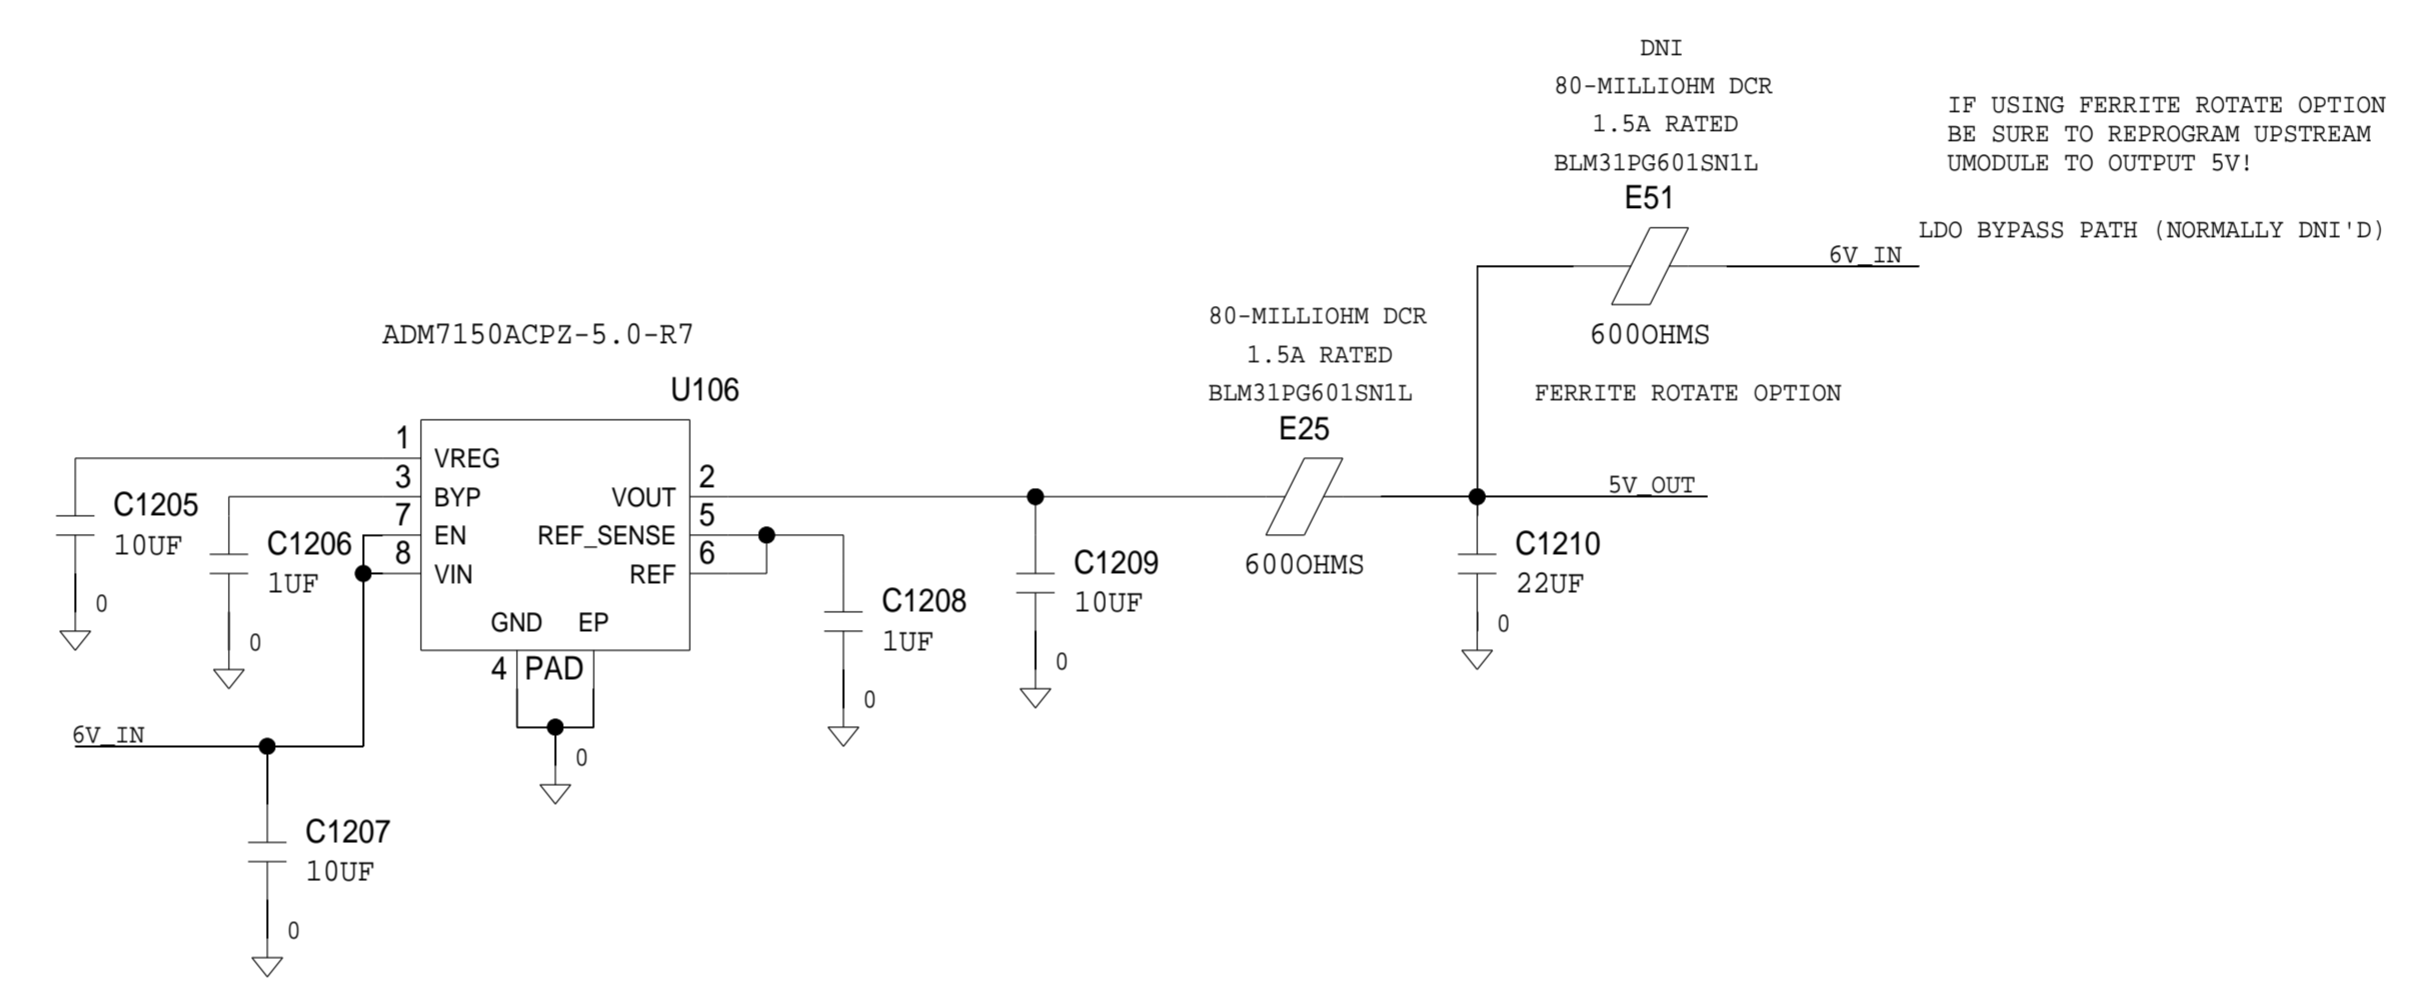 DNI
80-MILLIOHM DCR
1.5A RATED
BLM31PG601SN1L
E51
600OHMS
IF USING FERRITE ROTATE OPTION
BE SURE TO REPROGRAM UPSTREAM
UMODULE TO OUTPUT 5V!
LDO BYPASS PATH (NORMALLY DNI'D)
6V_IN
80-MILLIOHM DCR
1.5A RATED
BLM31PG601SN1L
E25
600OHMS
FERRITE ROTATE OPTION
5V_OUT
ADM7150ACPZ-5.0-R7
U106
1
VREG
3
BYP
7
EN
8
VIN
VOUT
2
REF_SENSE
5
REF
6
GND EP
4 PAD
0
C1205
10UF
0
C1206
1UF
0
6V_IN
C1207
10UF
0
C1208
1UF
0
C1209
10UF
0
C1210
22UF
0